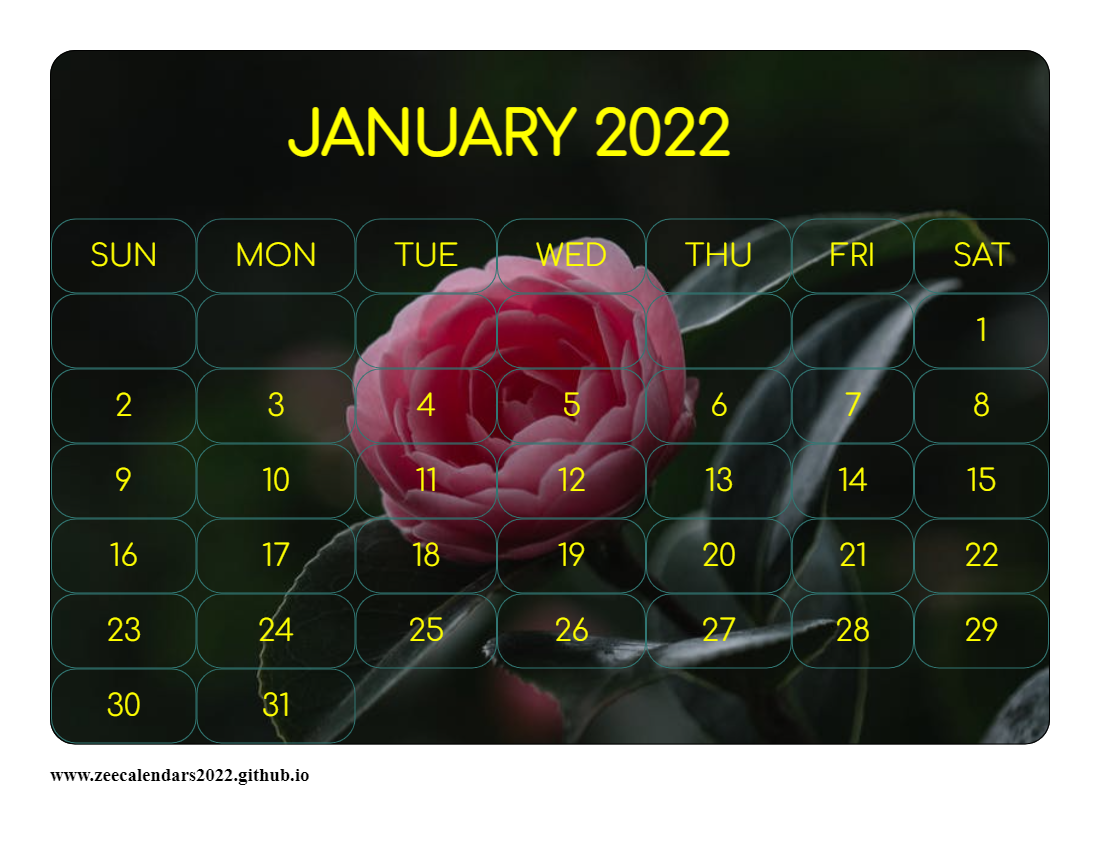 JANUARY 2022
SUN MON TUE WED THU FRI SAT
1
2 3 4 5 6 7 8
9 10 11 12 13 14 15
16 17 18 19 20 21 22
23 24 25 26 27 28 29
30 31
www.zeecalendars2022.github.io